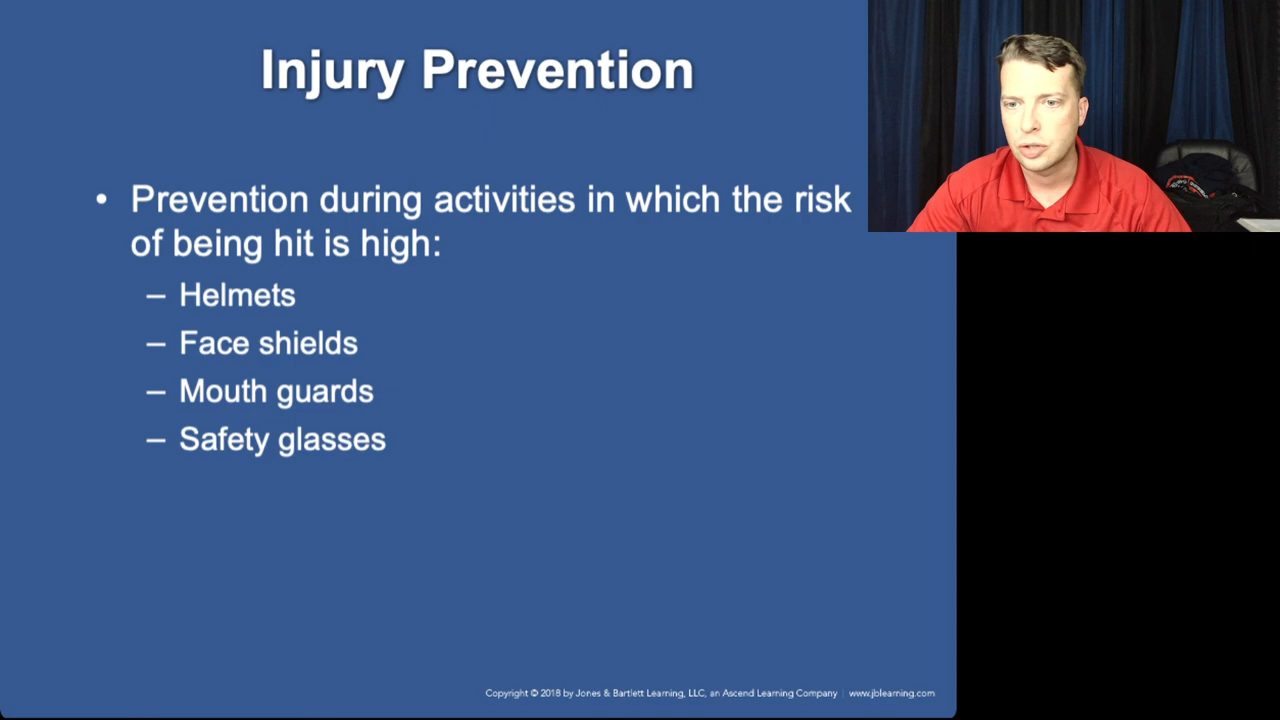 Injury Prevention
• Prevention during activities in which the risk
of being hit is high:
– Helmets
– Face shields
– Mouth guards
– Safety glasses
Copyright © 2018 by Jones & Bartlett Learning, LLC, an Ascend Learning Company | www.jblearning.com